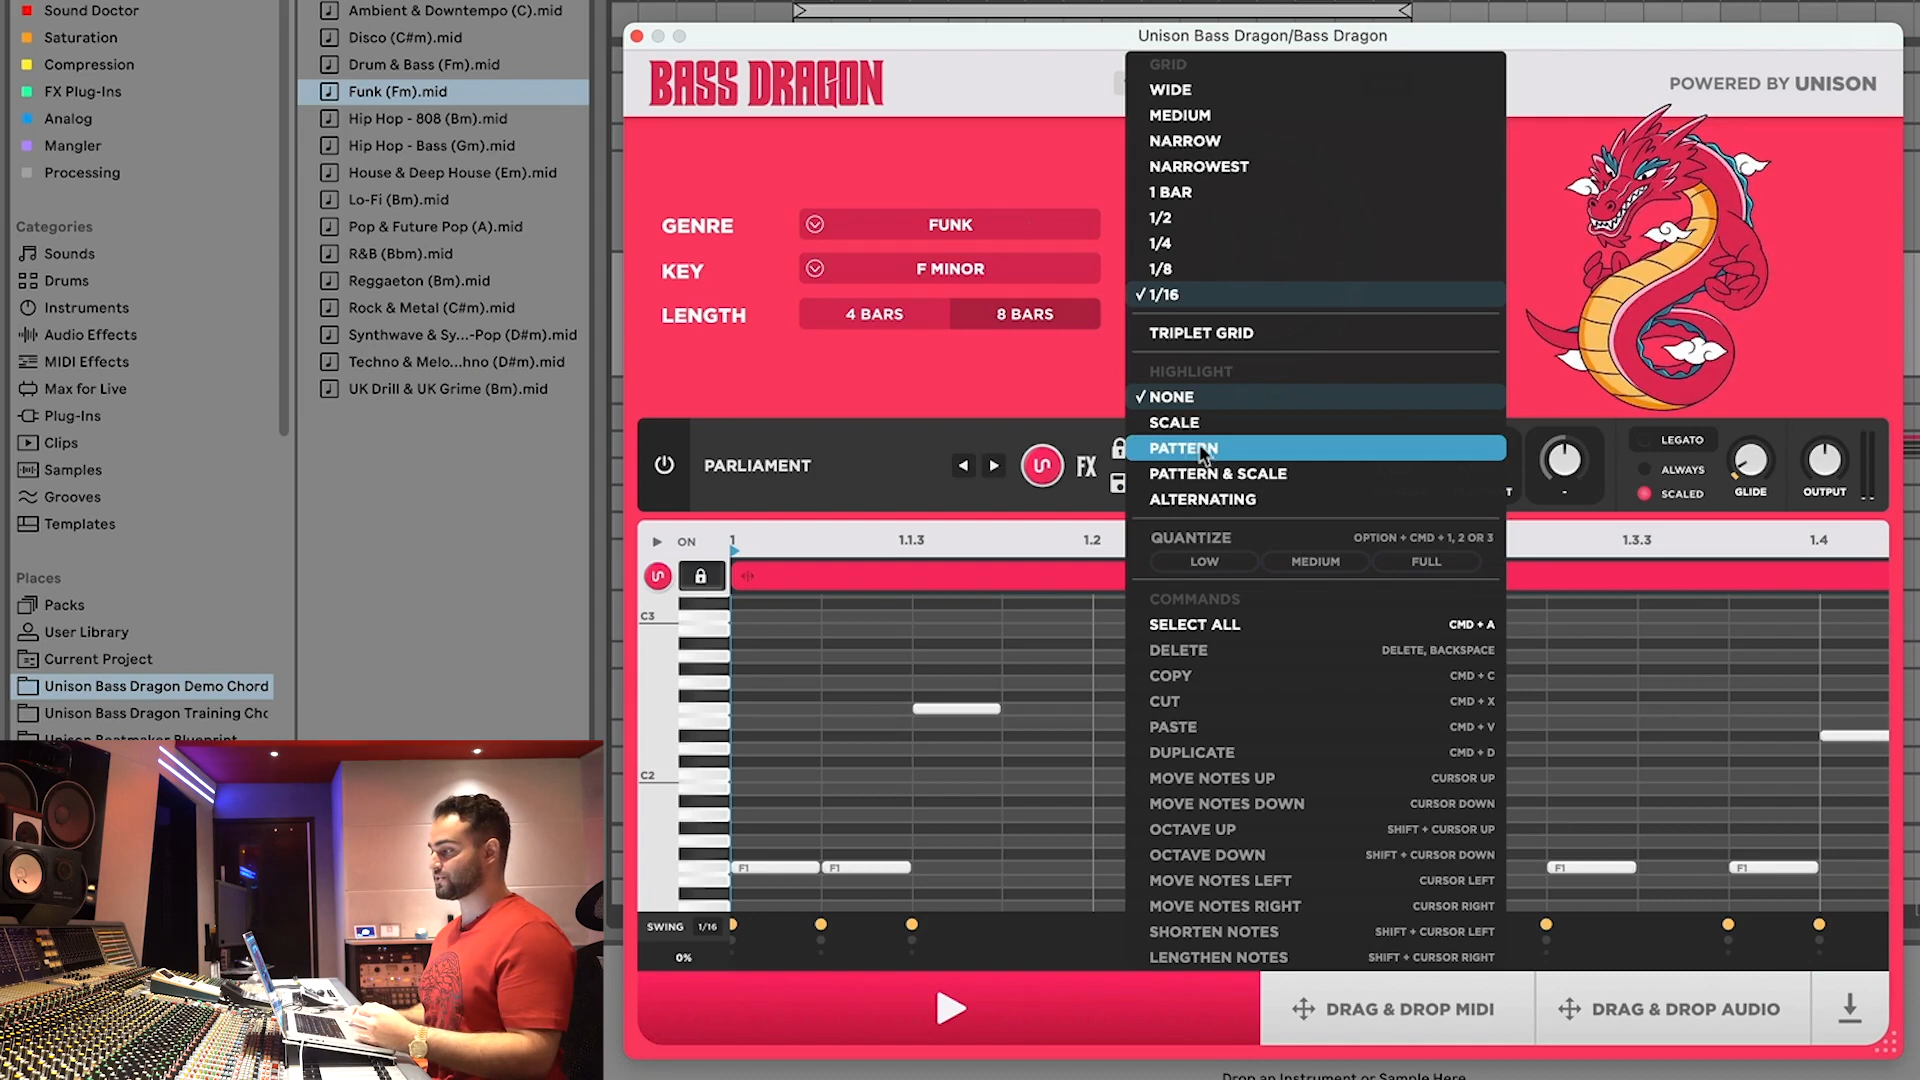 Sound Doctor
Saturation
Compression
FX Plug-Ins
Analog
Mangler
Processing
Categories
Sounds
Drums
Instruments
Audio Effects
MIDI Effects
Max for Live
Plug-Ins
Clips
Samples
Grooves
Templates
Places
Packs
User Library
Current Project
Unison Bass Dragon Demo Chord
Unison Bass Dragon Training Chc
Unison Beatmaker Blueprint
Ambient & Downtempo (C).mid
Disco (C#m).mid
Drum & Bass (Fm).mid
Funk (Fm).mid
Hip Hop - 808 (Bm).mid
Hip Hop - Bass (Gm).mid
House & Deep House (Em).mid
Lo-Fi (Bm).mid
Pop & Future Pop (A).mid
R&B (Bbm).mid
Reggaeton (Bm).mid
Rock & Metal (C#m).mid
Synthwave & Sy...-Pop (D#m).mid
Techno & Melo...hno (D#m).mid
UK Drill & UK Grime (Bm).mid
Unison Bass Dragon/Bass Dragon
BASS DRAGON
POWERED BY UNISON
GENRE FUNK
KEY F MINOR
LENGTH 4 BARS 8 BARS
GRID
WIDE
MEDIUM
NARROW
NARROWEST
1 BAR
1/2
1/4
1/8
✓ 1/16
TRIPLET GRID
HIGHLIGHT
✓ NONE
SCALE
PATTERN
PATTERN & SCALE
ALTERNATING
QUANTIZE OPTION + CMD + 1, 2 OR 3
LOW MEDIUM FULL
COMMANDS
SELECT ALL CMD + A
DELETE DELETE, BACKSPACE
COPY CMD + C
CUT CMD + X
PASTE CMD + V
DUPLICATE CMD + D
MOVE NOTES UP CURSOR UP
MOVE NOTES DOWN CURSOR DOWN
OCTAVE UP SHIFT + CURSOR UP
OCTAVE DOWN SHIFT + CURSOR DOWN
MOVE NOTES LEFT CURSOR LEFT
MOVE NOTES RIGHT CURSOR RIGHT
SHORTEN NOTES SHIFT + CURSOR LEFT
LENGTHEN NOTES SHIFT + CURSOR RIGHT
PARLIAMENT FX
T -
LEGATO
ALWAYS
SCALED
GLIDE OUTPUT
ON 1 1.1.3 1.2 1.3.3 1.4
C3
C2
F1 F1 F1 F1
SWING 1/16
0%
DRAG & DROP MIDI DRAG & DROP AUDIO
Drop an Instrument or Sample Here